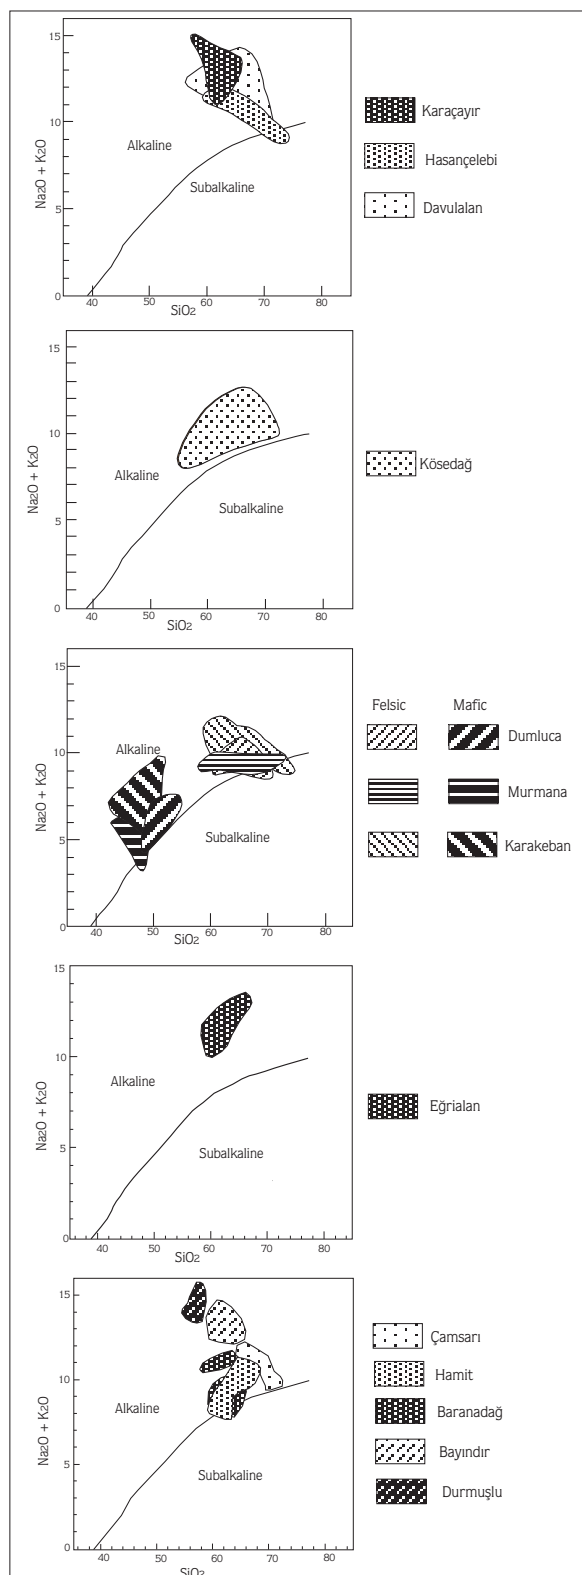 15
10
5
0
Na2O + K2O
Alkaline
Subalkaline
40 50 60 70 80
SiO2
Karaçayır
Hasançelebi
Davulalan
15
10
5
0
Na2O + K2O
Alkaline
Subalkaline
40 50 60 70 80
SiO2
Kösedağ
15
10
5
0
Na2O + K2O
Alkaline
Subalkaline
40 50 60 70 80
SiO2
Felsic Mafic
Dumluca
Murmana
Karakeban
15
10
5
0
Na2O + K2O
Alkaline
Subalkaline
40 50 60 70 80
SiO2
Eğrialan
15
10
5
0
Na2O + K2O
Alkaline
Subalkaline
40 50 60 70 80
SiO2
Çamsarı
Hamit
Baranadağ
Bayındır
Durmuşlu